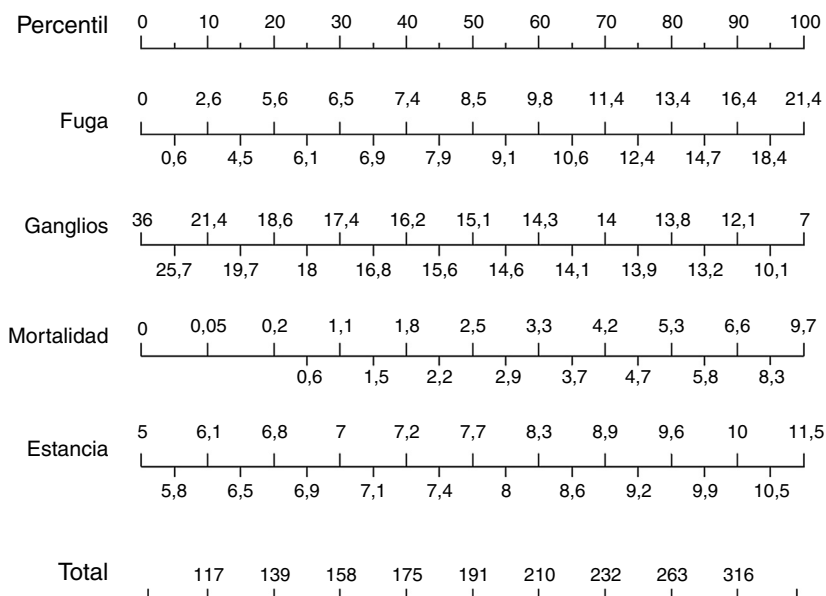 Percentil 0 10 20 30 40 50 60 70 80 90 100
0 2,6 5,6 6,5 7,4 8,5 9,8 11,4 13,4 16,4 21,4
Fuga
0,6 4,5 6,1 6,9 7,9 9,1 10,6 12,4 14,7 18,4
Ganglios 36 21,4 18,6 17,4 16,2 15,1 14,3 14 13,8 12,1 7
25,7 19,7 18 16,8 15,6 14,6 14,1 13,9 13,2 10,1
Mortalidad 0 0,05 0,2 1,1 1,8 2,5 3,3 4,2 5,3 6,6 9,7
0,6 1,5 2,2 2,9 3,7 4,7 5,8 8,3
5 6,1 6,8 7 7,2 7,7 8,3 8,9 9,6 10 11,5
Estancia
5,8 6,5 6,9 7,1 7,4 8 8,6 9,2 9,9 10,5
Total 117 139 158 175 191 210 232 263 316